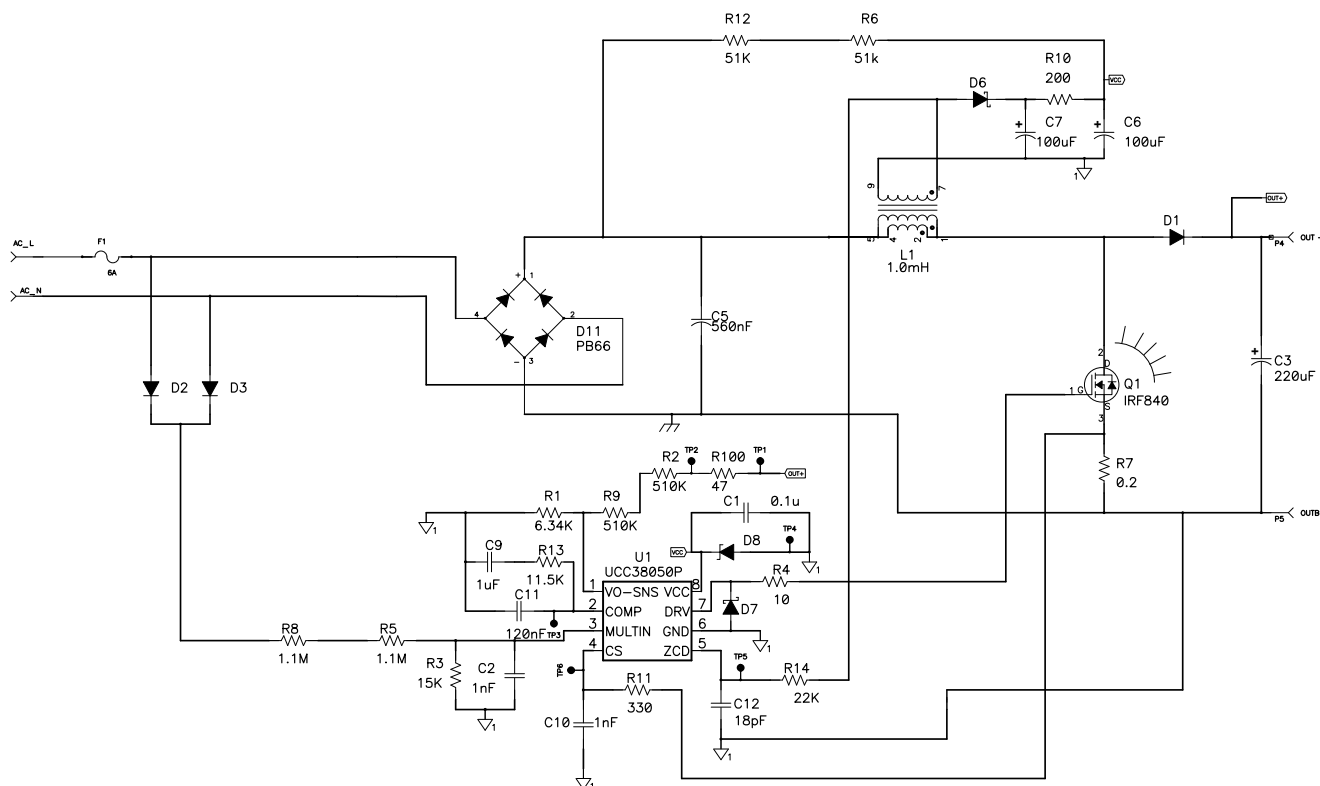 R12
51K
R6
51k
R10
200
VCC
D6
C7
100uF
C6
100uF
1
9
7
OUT+
D1
5
4
2
1
L1
1.0mH
P4
OUT -
AC_L
F1
6A
AC_N
+
1
4
2
D11
PB66
-
3
C5
560nF
2
D
1
G
Q1
IRF840
S
3
C3
220uF
D2
D3
R7
0.2
P5
OUTB
R2
510K
TP2
R100
47
TP1
OUT+
R1
6.34K
R9
510K
1
C1
0.1u
C9
1uF
R13
11.5K
VCC
D8
TP4
1
U1
UCC38050P
C11
120nF
TP3
1
VO-SNS
VCC
8
2
COMP
DRV
7
3
MULTIN
GND
6
4
CS
ZCD
5
R4
10
D7
1
R8
1.1M
R5
1.1M
R3
15K
C2
1nF
1
TP6
R11
330
TP5
R14
22K
C10
1nF
C12
18pF
1
1